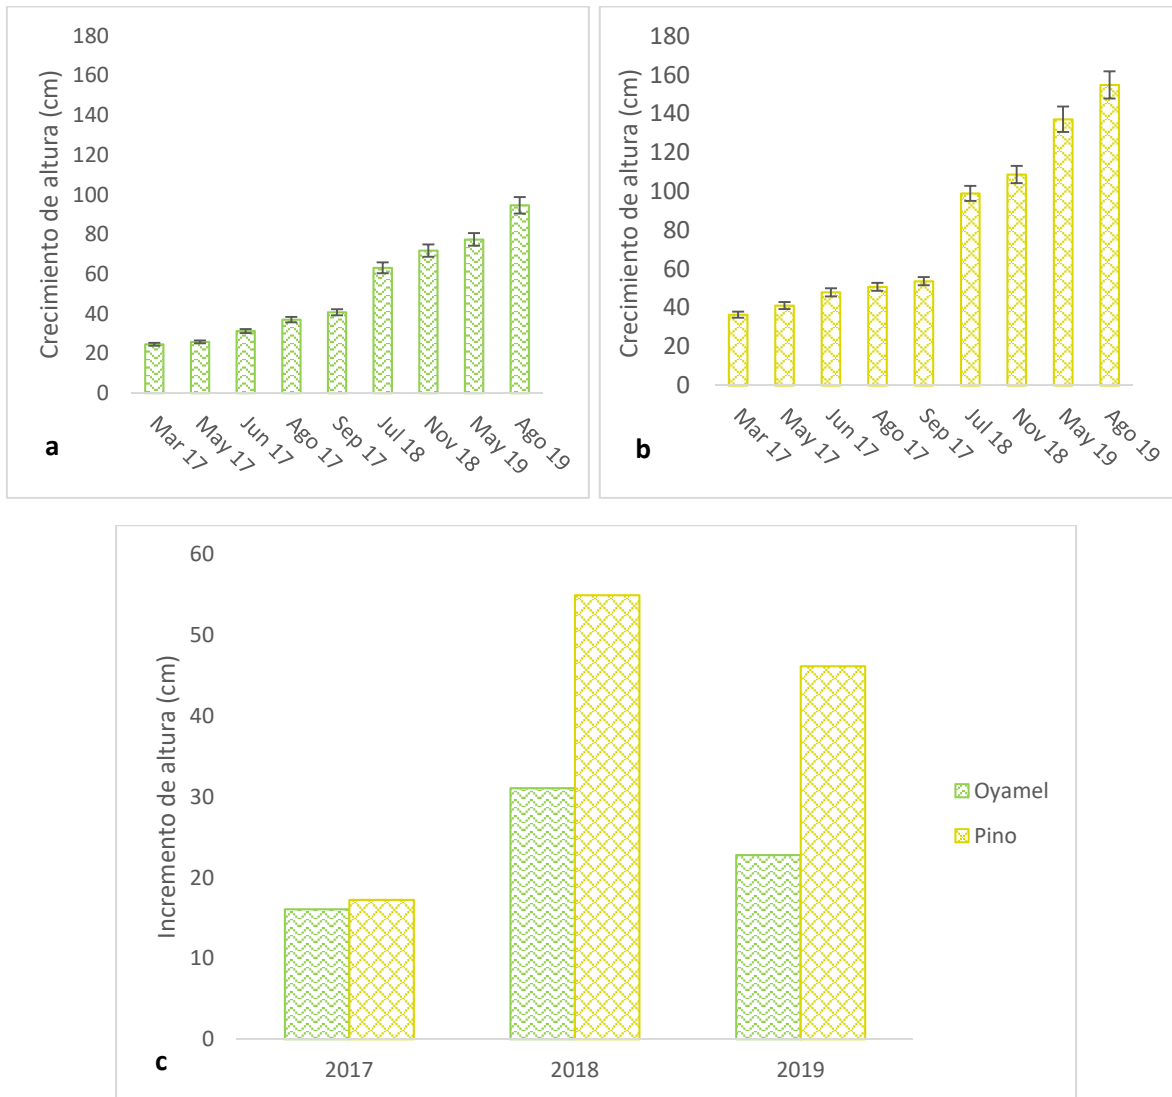 180
160
140
120
100
80
60
40
20
0
Crecimiento de altura (cm)
Mar 17
May 17
Jun 17
Ago 17
Sep 17
Jul 18
Nov 18
May 19
Ago 19
a
180
160
140
120
100
80
60
40
20
0
Crecimiento de altura (cm)
Mar 17
May 17
Jun 17
Ago 17
Sep 17
Jul 18
Nov 18
May 19
Ago 19
b
60
50
40
30
20
10
0
Incremento de altura (cm)
2017
2018
2019
Oyamel
Pino
c